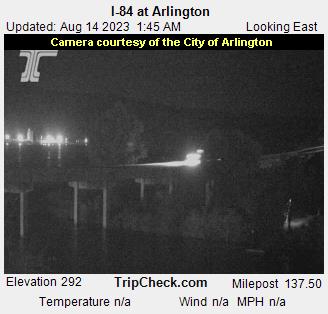 I-84 at Arlington
Updated: Aug 14 2023 1:45 AM Looking East
Camera courtesy of the City of Arlington
Elevation 292 TripCheck.com Milepost 137.50
Temperature n/a Wind n/a MPH n/a